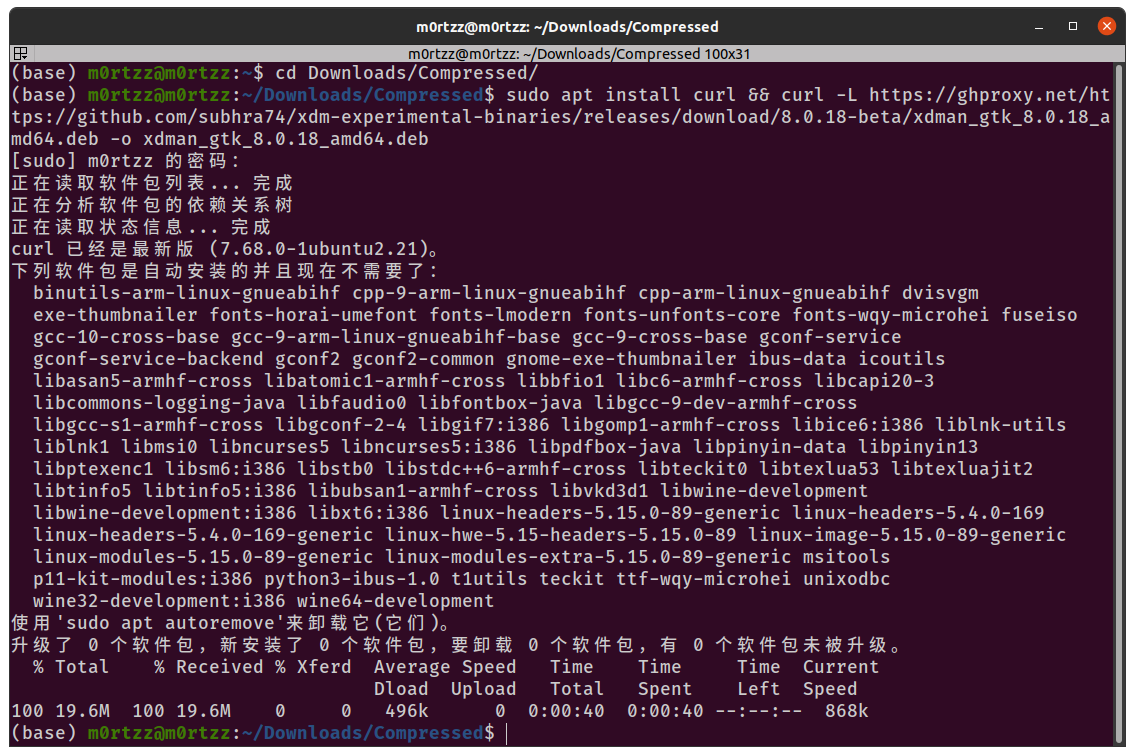 m0rtzz@m0rtzz: ~/Downloads/Compressed
m0rtzz@m0rtzz: ~/Downloads/Compressed 100x31
(base) m0rtzz@m0rtzz:~$ cd Downloads/Compressed/
(base) m0rtzz@m0rtzz:~/Downloads/Compressed$ sudo apt install curl && curl -L https://ghproxy.net/ht
tps://github.com/subhra74/xdm-experimental-binaries/releases/download/8.0.18-beta/xdman_gtk_8.0.18_a
md64.deb -o xdman_gtk_8.0.18_amd64.deb
[sudo] m0rtzz 的密码：
正在读取软件包列表... 完成
正在分析软件包的依赖关系树
正在读取状态信息... 完成
curl 已经是最新版 (7.68.0-1ubuntu2.21)。
下列软件包是自动安装的并且现在不需要了：
  binutils-arm-linux-gnueabihf cpp-9-arm-linux-gnueabihf cpp-arm-linux-gnueabihf dvisvgm
  exe-thumbnailer fonts-horai-umefont fonts-lmodern fonts-unfonts-core fonts-wqy-microhei fuseiso
  gcc-10-cross-base gcc-9-arm-linux-gnueabihf-base gcc-9-cross-base gconf-service
  gconf-service-backend gconf2 gconf2-common gnome-exe-thumbnailer ibus-data icoutils
  libasan5-armhf-cross libatomic1-armhf-cross libbfio1 libc6-armhf-cross libcapi20-3
  libcommons-logging-java libfaudio0 libfontbox-java libgcc-9-dev-armhf-cross
  libgcc-s1-armhf-cross libgconf-2-4 libgif7:i386 libgomp1-armhf-cross libice6:i386 liblnk-utils
  liblnk1 libmsi0 libncurses5 libncurses5:i386 libpdfbox-java libpinyin-data libpinyin13
  libptexenc1 libsm6:i386 libstb0 libstdc++6-armhf-cross libteckit0 libtexlua53 libtexluajit2
  libtinfo5 libtinfo5:i386 libubsan1-armhf-cross libvkd3d1 libwine-development
  libwine-development:i386 libxt6:i386 linux-headers-5.15.0-89-generic linux-headers-5.4.0-169
  linux-headers-5.4.0-169-generic linux-hwe-5.15-headers-5.15.0-89 linux-image-5.15.0-89-generic
  linux-modules-5.15.0-89-generic linux-modules-extra-5.15.0-89-generic msitools
  p11-kit-modules:i386 python3-ibus-1.0 t1utils teckit ttf-wqy-microhei unixodbc
  wine32-development:i386 wine64-development
使用'sudo apt autoremove'来卸载它(它们)。
升级了 0 个软件包，新安装了 0 个软件包，要卸载 0 个软件包，有 0 个软件包未被升级。
  % Total    % Received % Xferd  Average Speed   Time    Time     Time  Current
                                 Dload  Upload   Total   Spent    Left  Speed
100 19.6M  100 19.6M    0     0   496k      0  0:00:40  0:00:40 --:--:--  868k
(base) m0rtzz@m0rtzz:~/Downloads/Compressed$